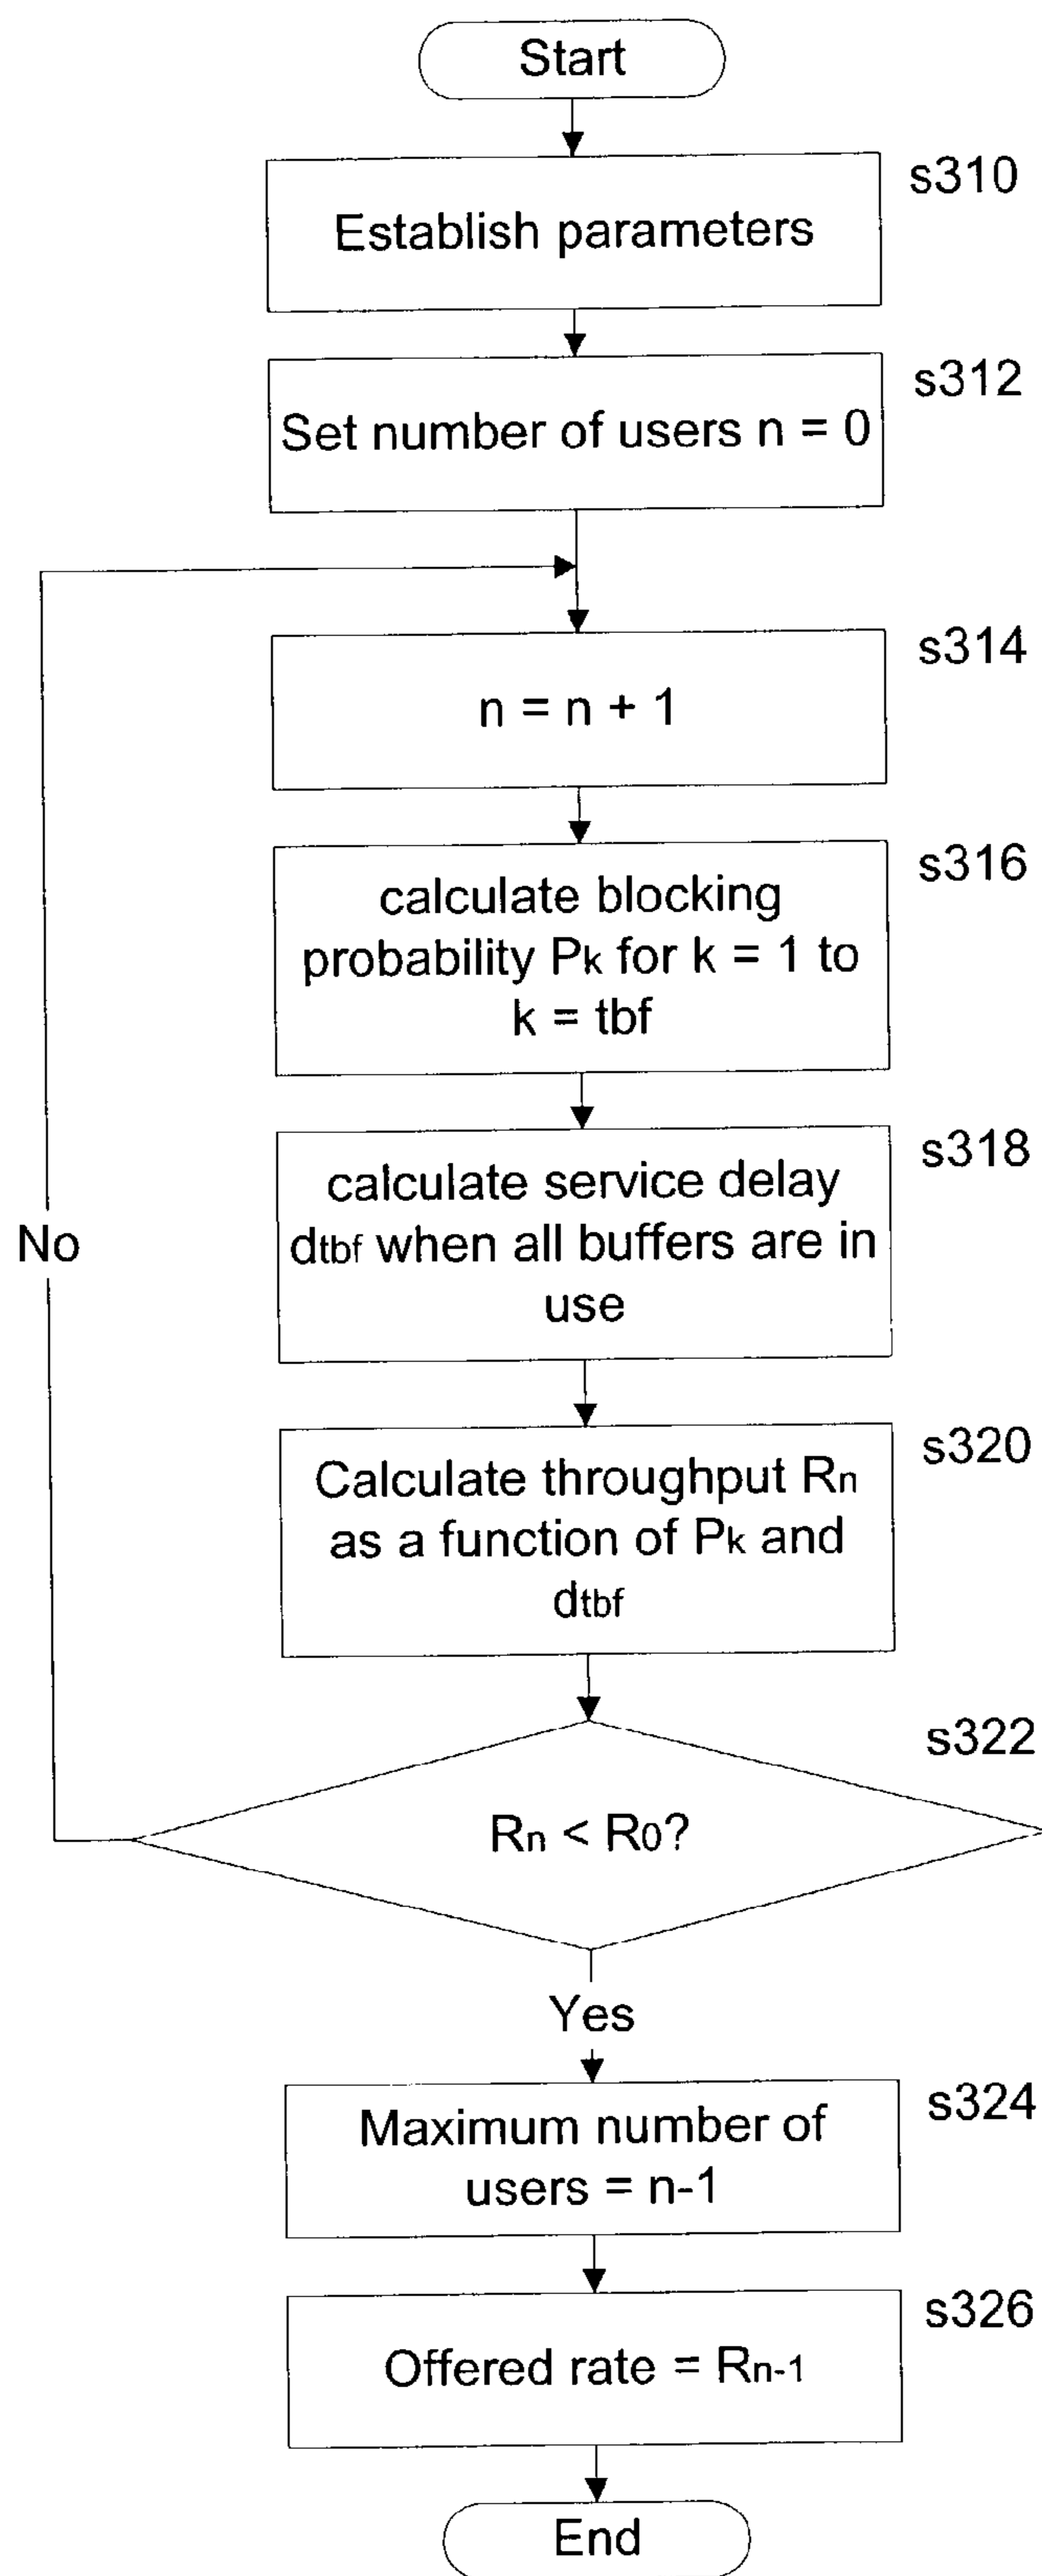 Start
s310
Establish parameters
s312
Set number of users n = 0
s314
n = n + 1
s316
calculate blocking
probability Pk for k = 1 to
k = tbf
s318
calculate service delay
dtbf when all buffers are in
use
No
s320
Calculate throughput Rn
as a function of Pk and
dtbf
s322
Rn < R0?
Yes
s324
Maximum number of
users = n-1
s326
Offered rate = Rn-1
End